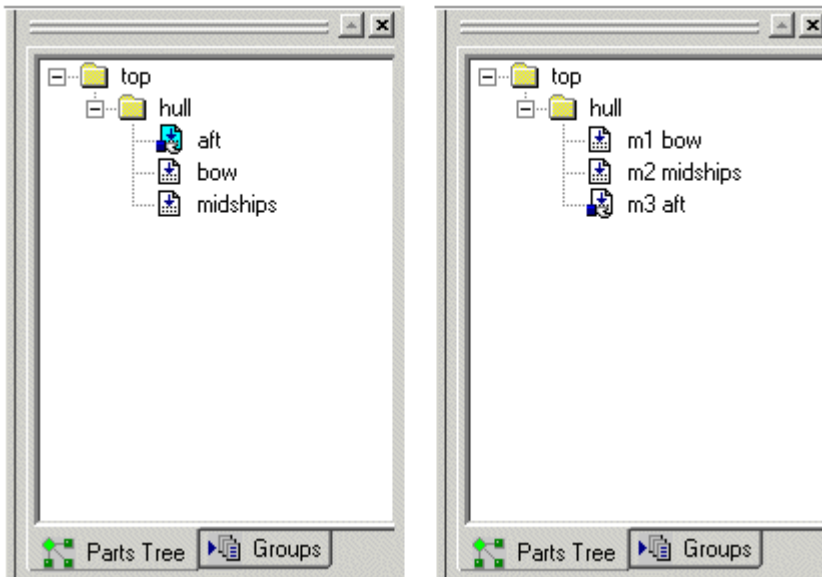 top
hull
aft
bow
midships
Parts Tree
Groups
top
hull
m1 bow
m2 midships
m3 aft
Parts Tree
Groups